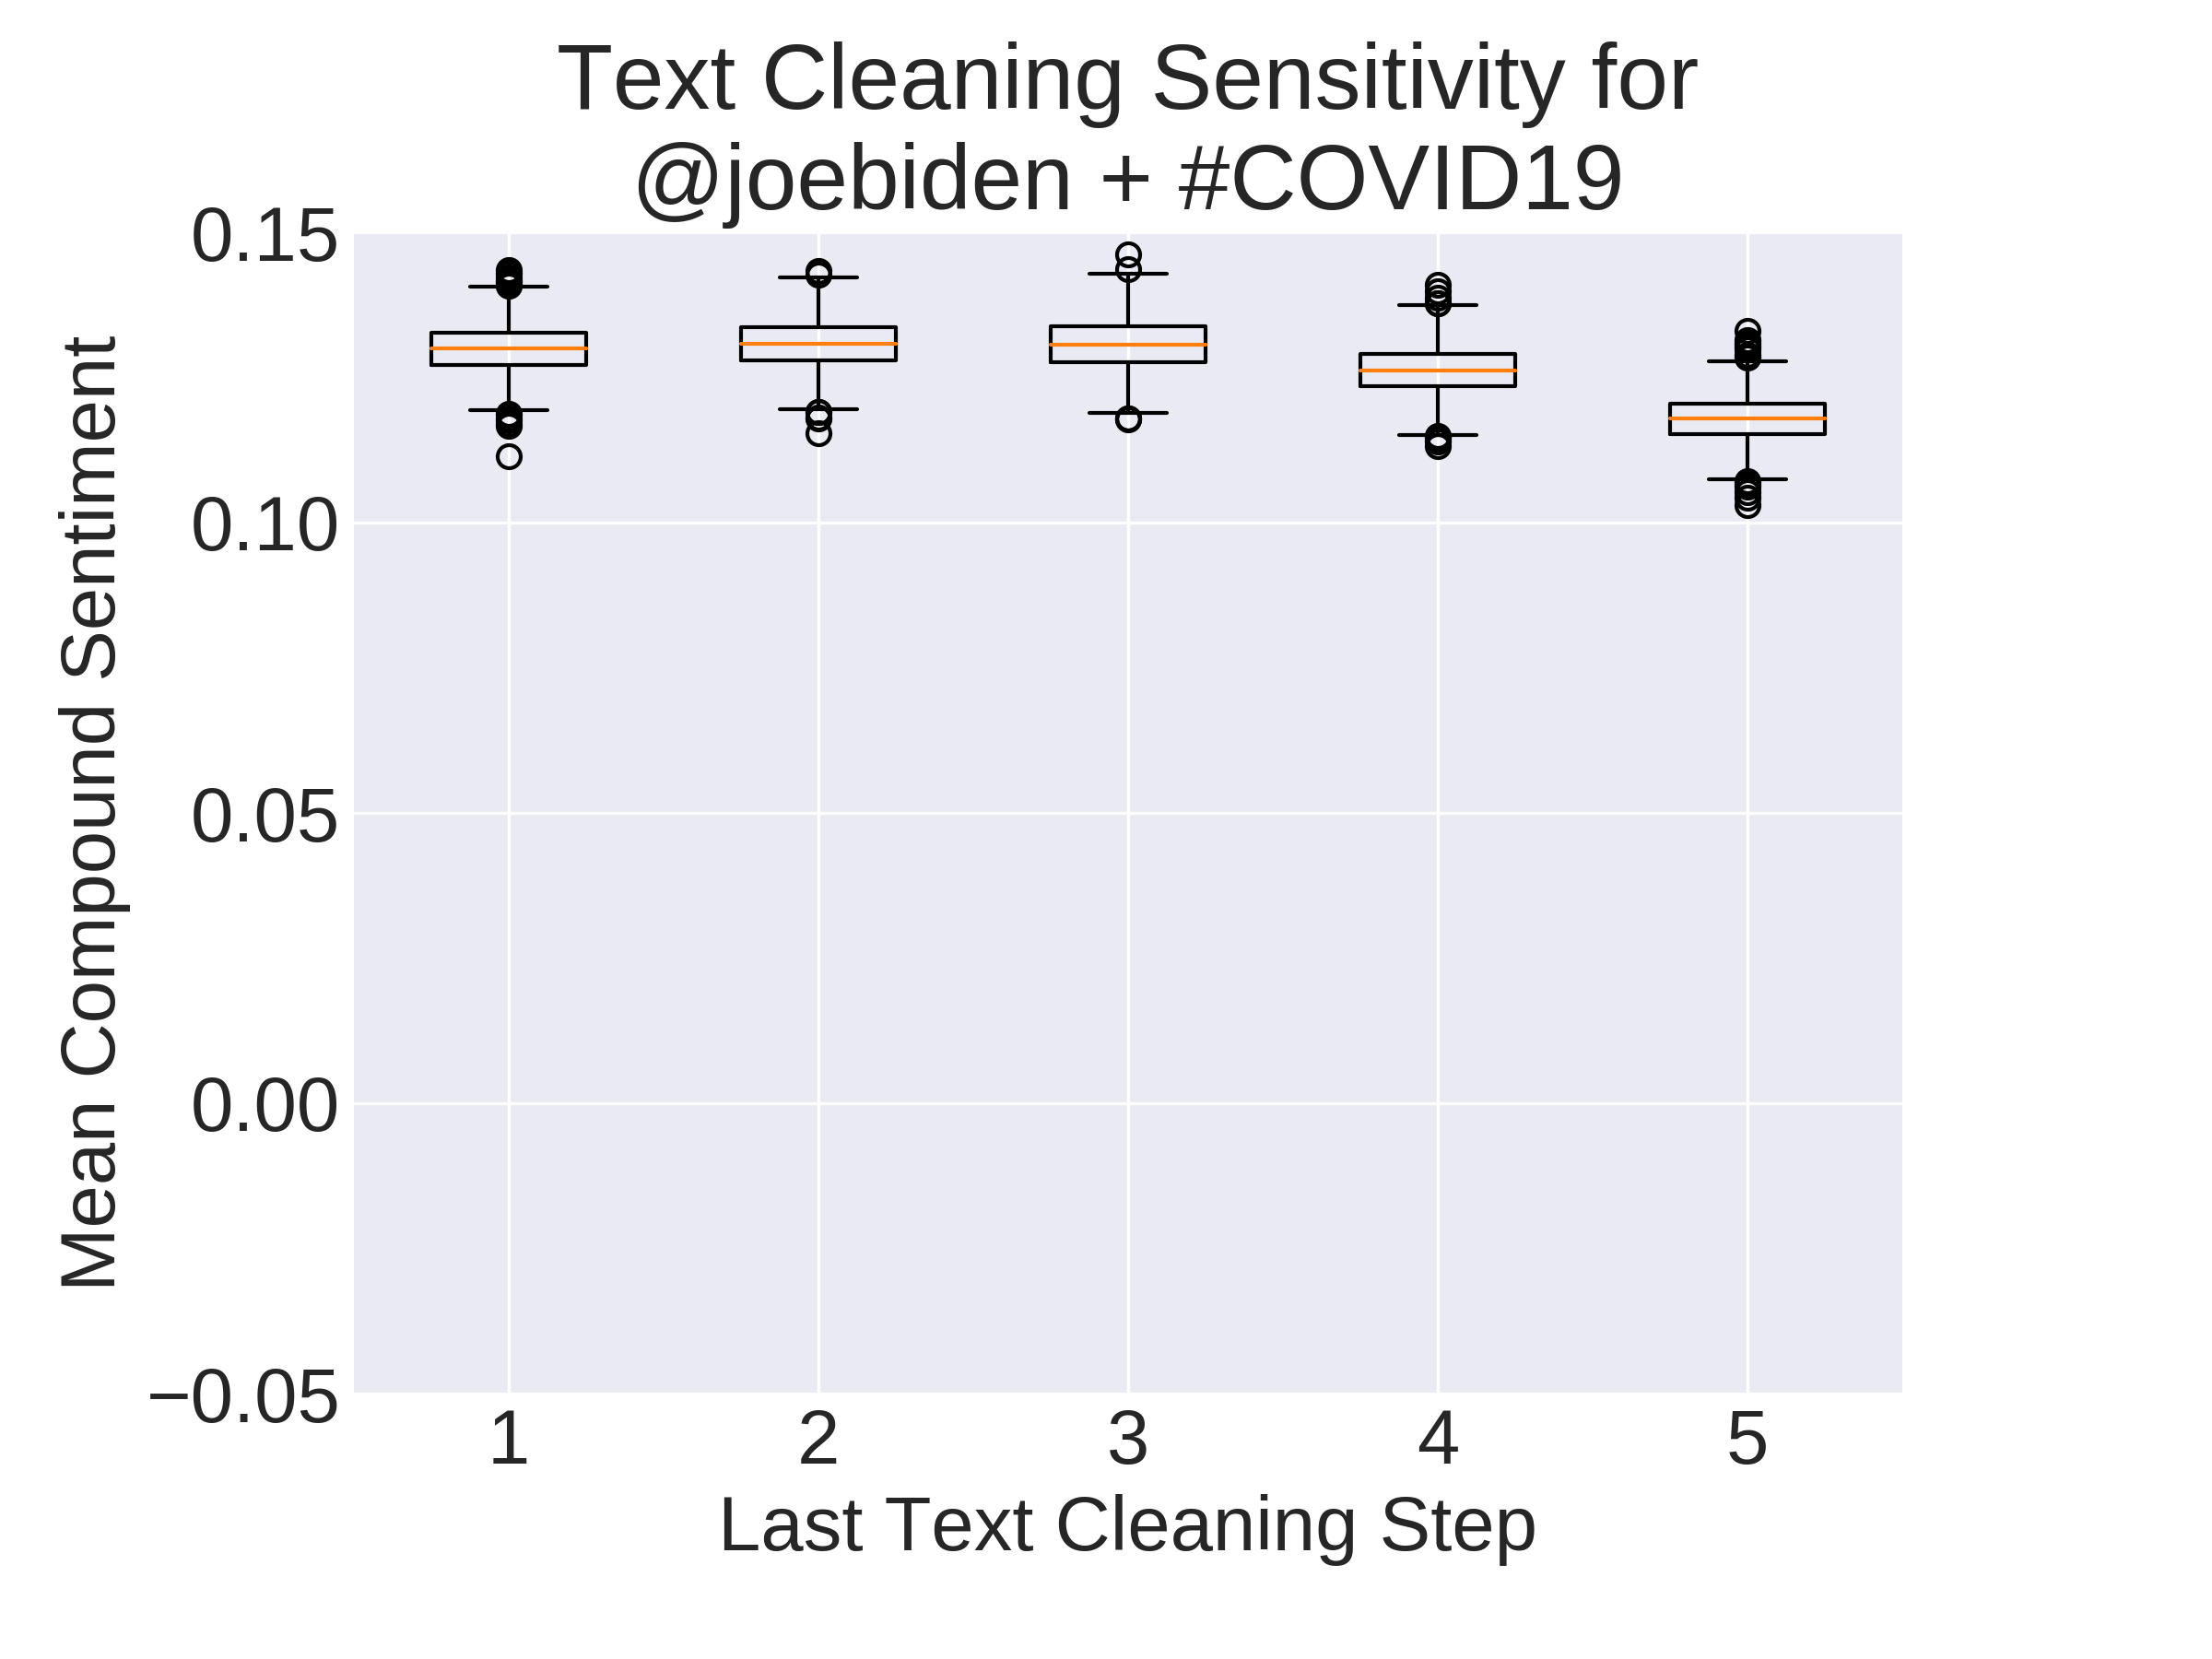 Text Cleaning Sensitivity for
@joebiden + #COVID19
0.15
0.10
0.05
0.00
−0.05
Mean Compound Sentiment
1 2 3 4 5
Last Text Cleaning Step